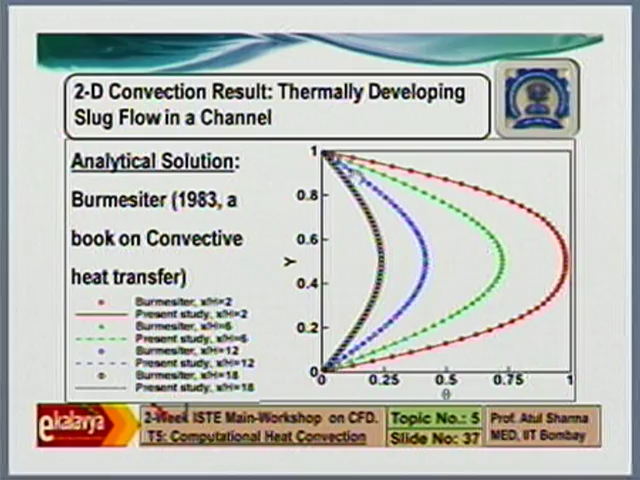 2-D Convection Result: Thermally Developing
Slug Flow in a Channel
Analytical Solution:
Burmesiter (1983, a
book on Convective
heat transfer)
Burmesiter, x/H=2
Present study, x/H=2
Burmesiter, x/H=6
Present study, x/H=6
Burmesiter, x/H=12
Present study, x/H=12
Burmesiter, x/H=18
Present study, x/H=18
1
0.8
0.6
Y
0.4
0.2
0
0 0.25 0.5 0.75 1
Θ
ekalavya
2-Week ISTE Main-Workshop on CFD.
T5: Computational Heat Convection
Topic No.: 5
Slide No.: 37
Prof. Atul Sharma
MED, IIT Bombay